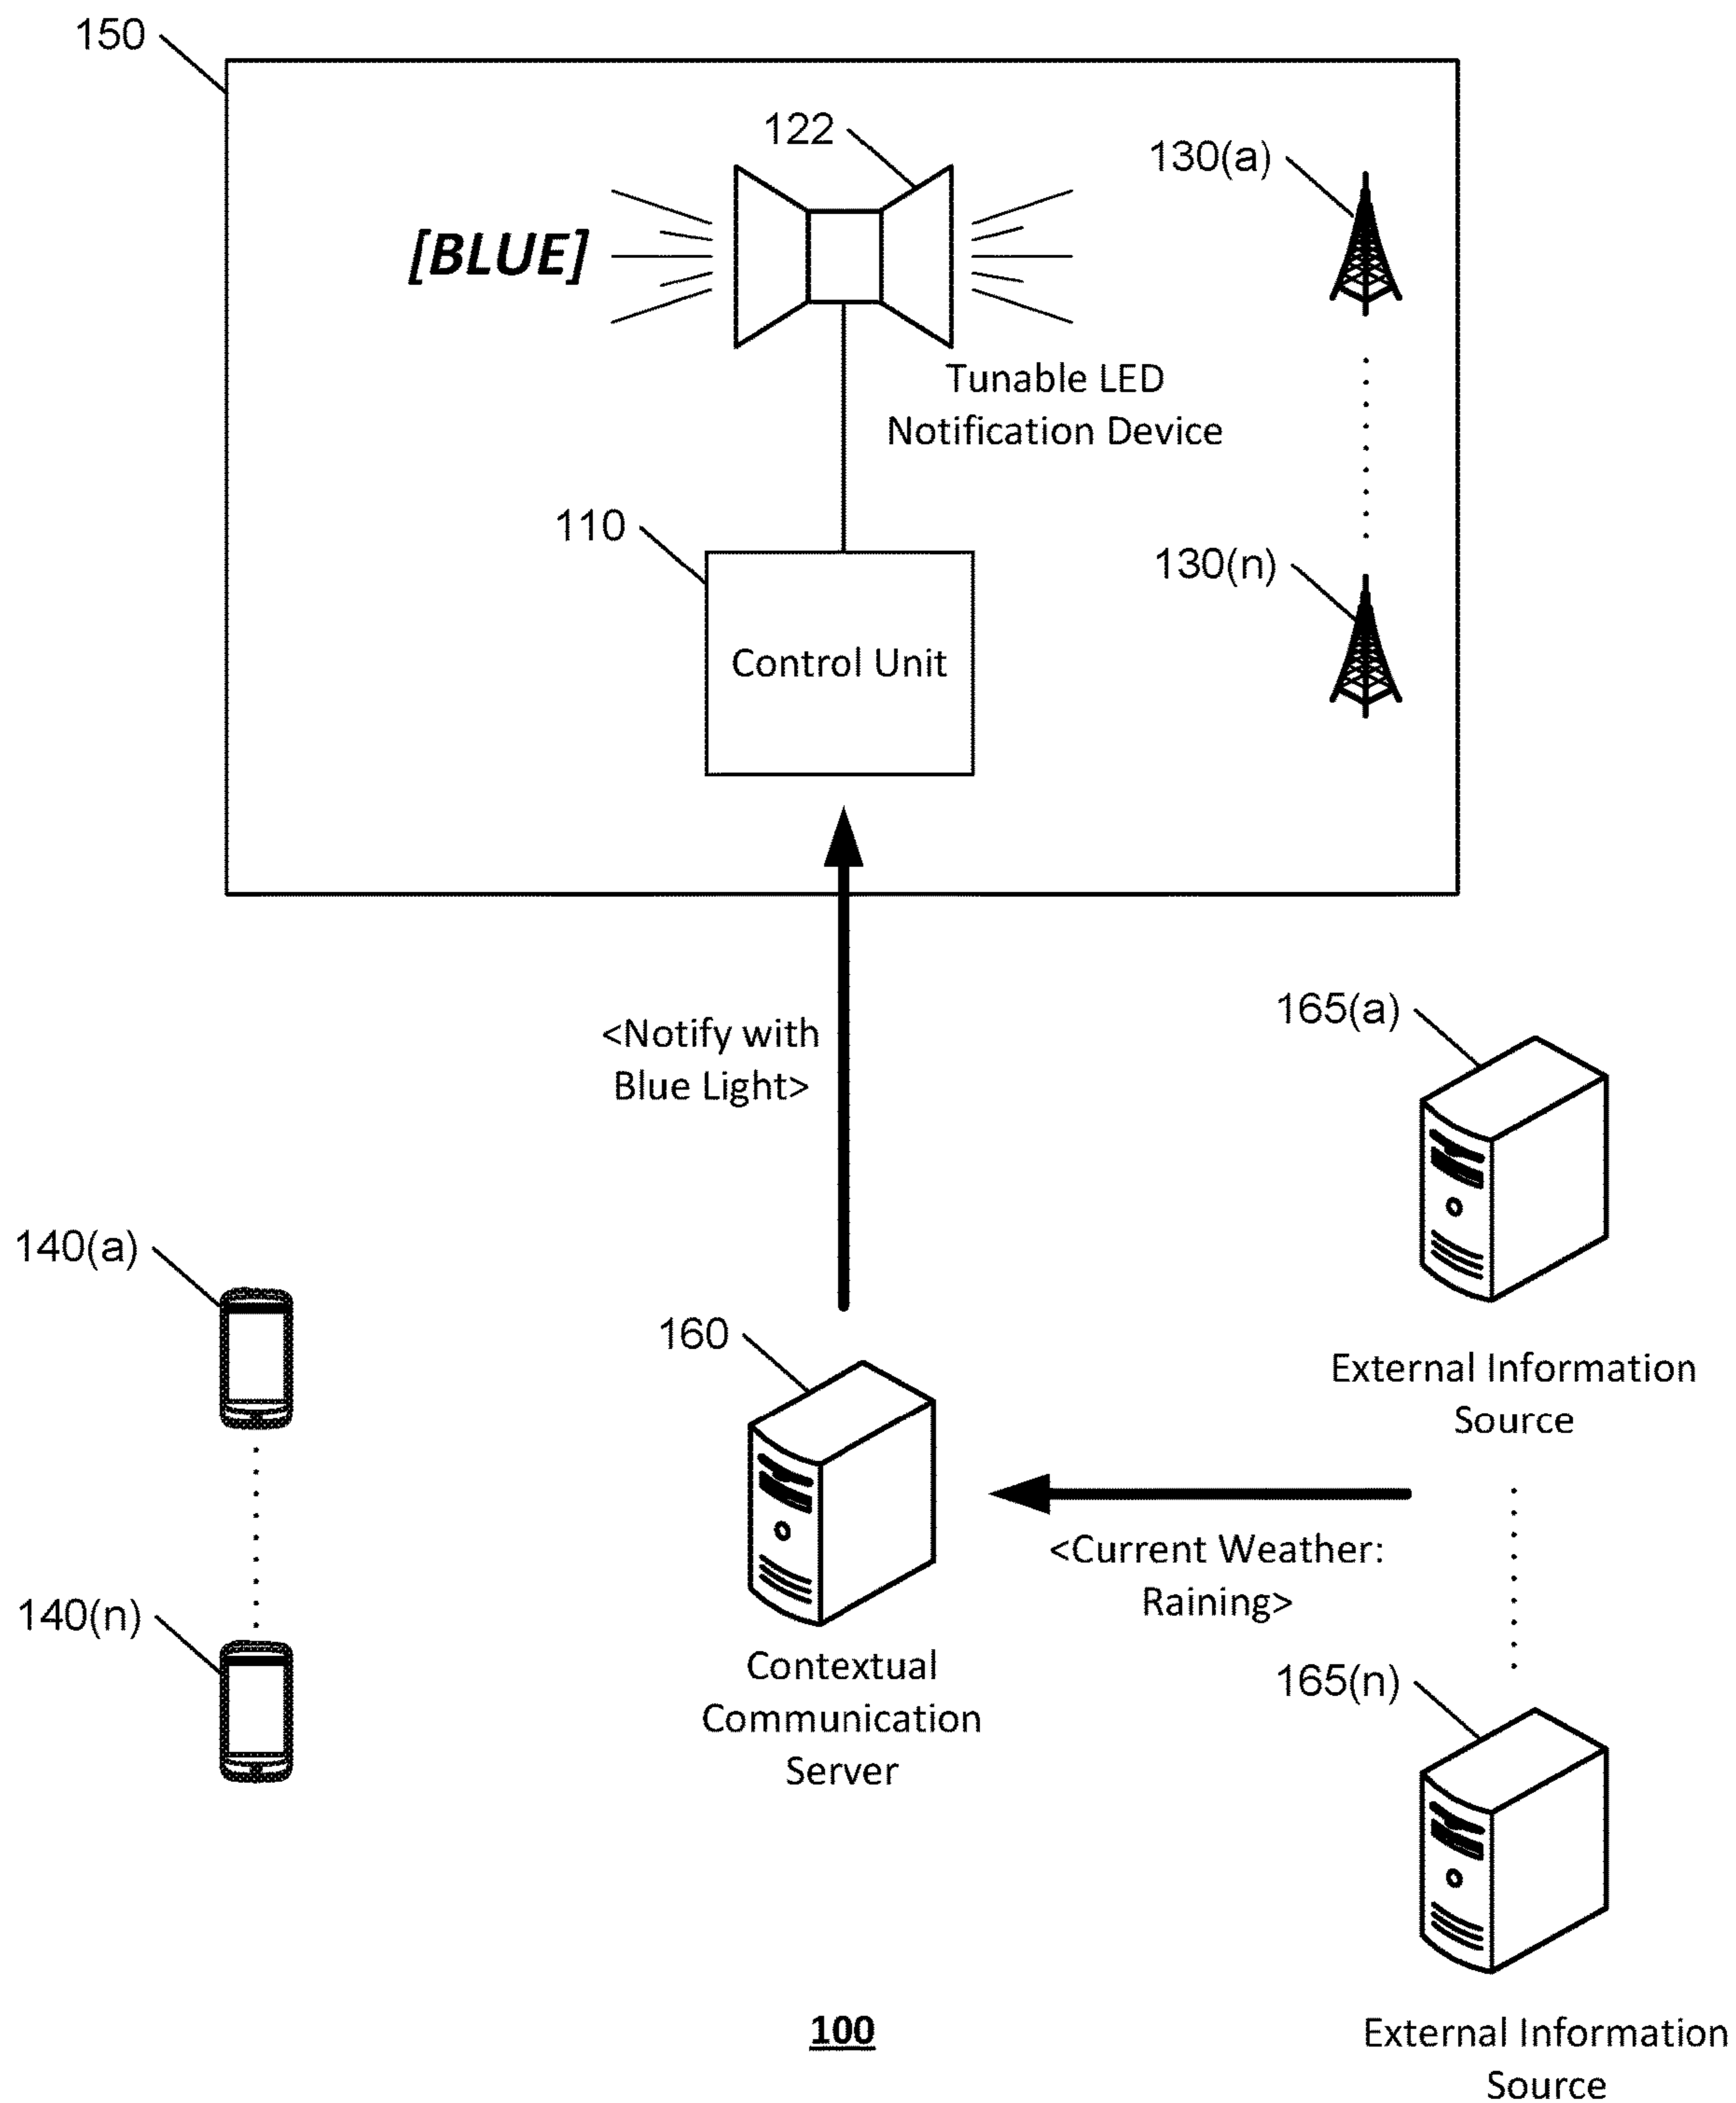 150
122
130(a)
[BLUE]
Tunable LED
Notification Device
110
130(n)
Control Unit
<Notify with
Blue Light>
165(a)
140(a)
160
External Information
Source
<Current Weather:
Raining>
140(n)
Contextual
Communication
Server
165(n)
100
External Information
Source